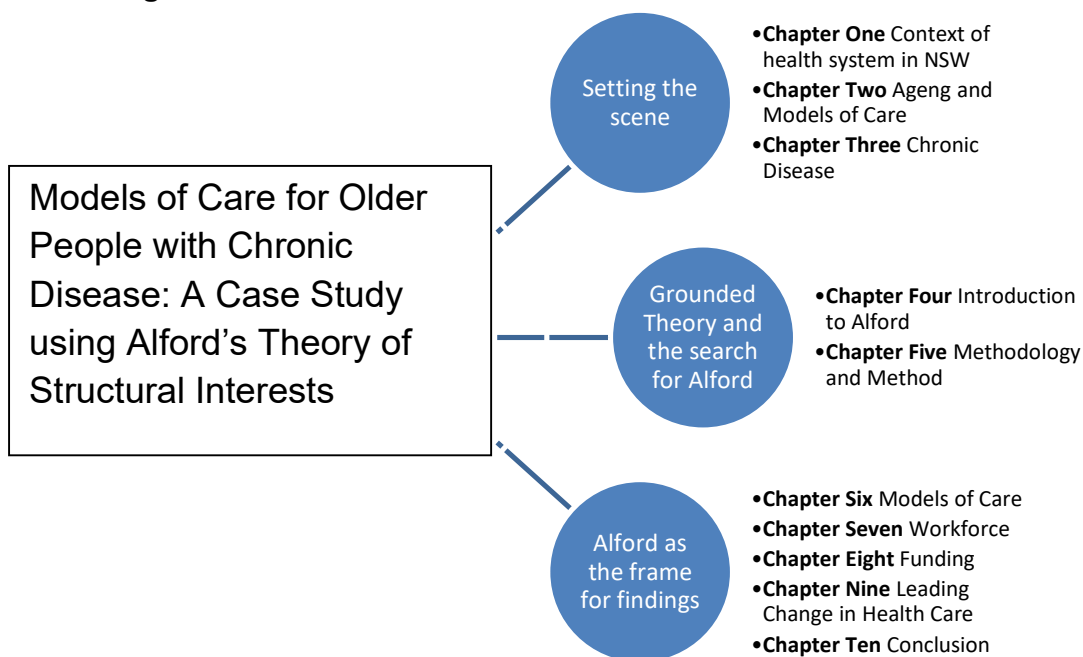 Models of Care for Older
People with Chronic
Disease: A Case Study
using Alford’s Theory of
Structural Interests
Setting the
scene
•Chapter One Context of
health system in NSW
•Chapter Two Ageng and
Models of Care
•Chapter Three Chronic
Disease
Grounded
Theory and
the search
for Alford
•Chapter Four Introduction
to Alford
•Chapter Five Methodology
and Method
Alford as
the frame
for findings
•Chapter Six Models of Care
•Chapter Seven Workforce
•Chapter Eight Funding
•Chapter Nine Leading
Change in Health Care
•Chapter Ten Conclusion